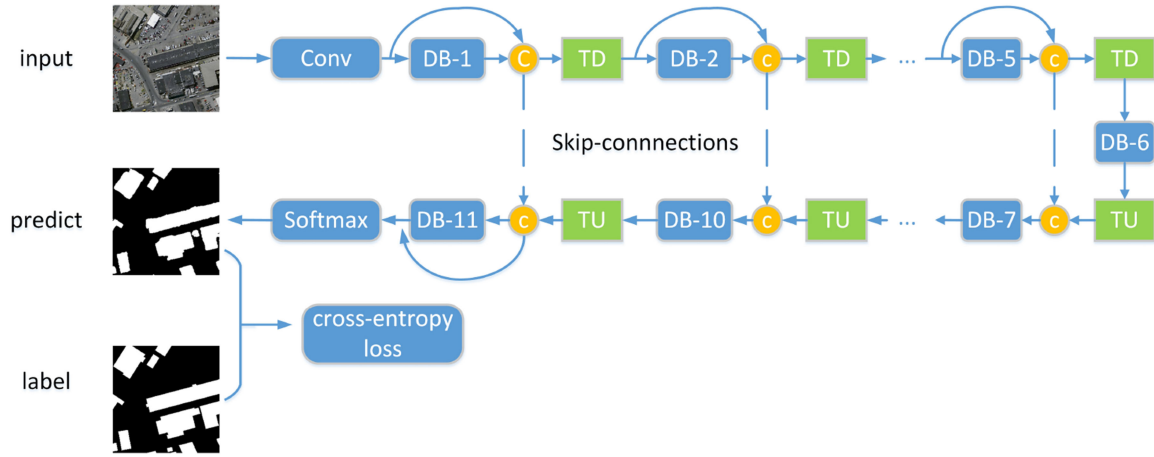 input
Conv
DB-1
C
TD
DB-2
c
TD
...
DB-5
c
TD
Skip-connnections
DB-6
predict
Softmax
DB-11
c
TU
DB-10
c
TU
...
DB-7
c
TU
cross-entropy
loss
label